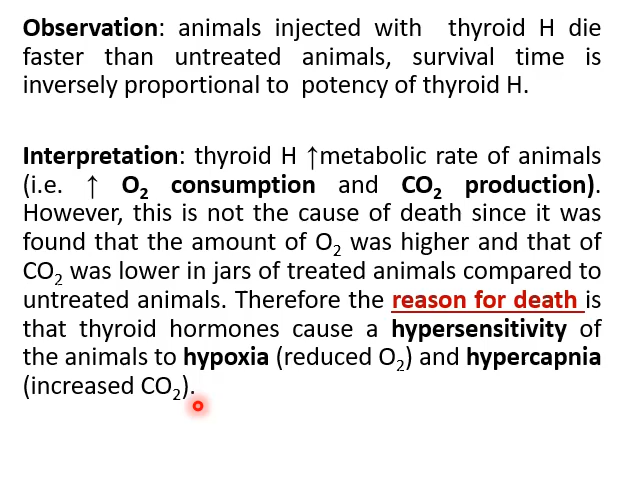 Observation: animals injected with thyroid H die
faster than untreated animals, survival time is
inversely proportional to potency of thyroid H.
Interpretation: thyroid H ↑metabolic rate of animals
(i.e. ↑ O₂ consumption and CO₂ production).
However, this is not the cause of death since it was
found that the amount of O₂ was higher and that of
CO₂ was lower in jars of treated animals compared to
untreated animals. Therefore the reason for death is
that thyroid hormones cause a hypersensitivity of
the animals to hypoxia (reduced O₂) and hypercapnia
(increased CO₂).